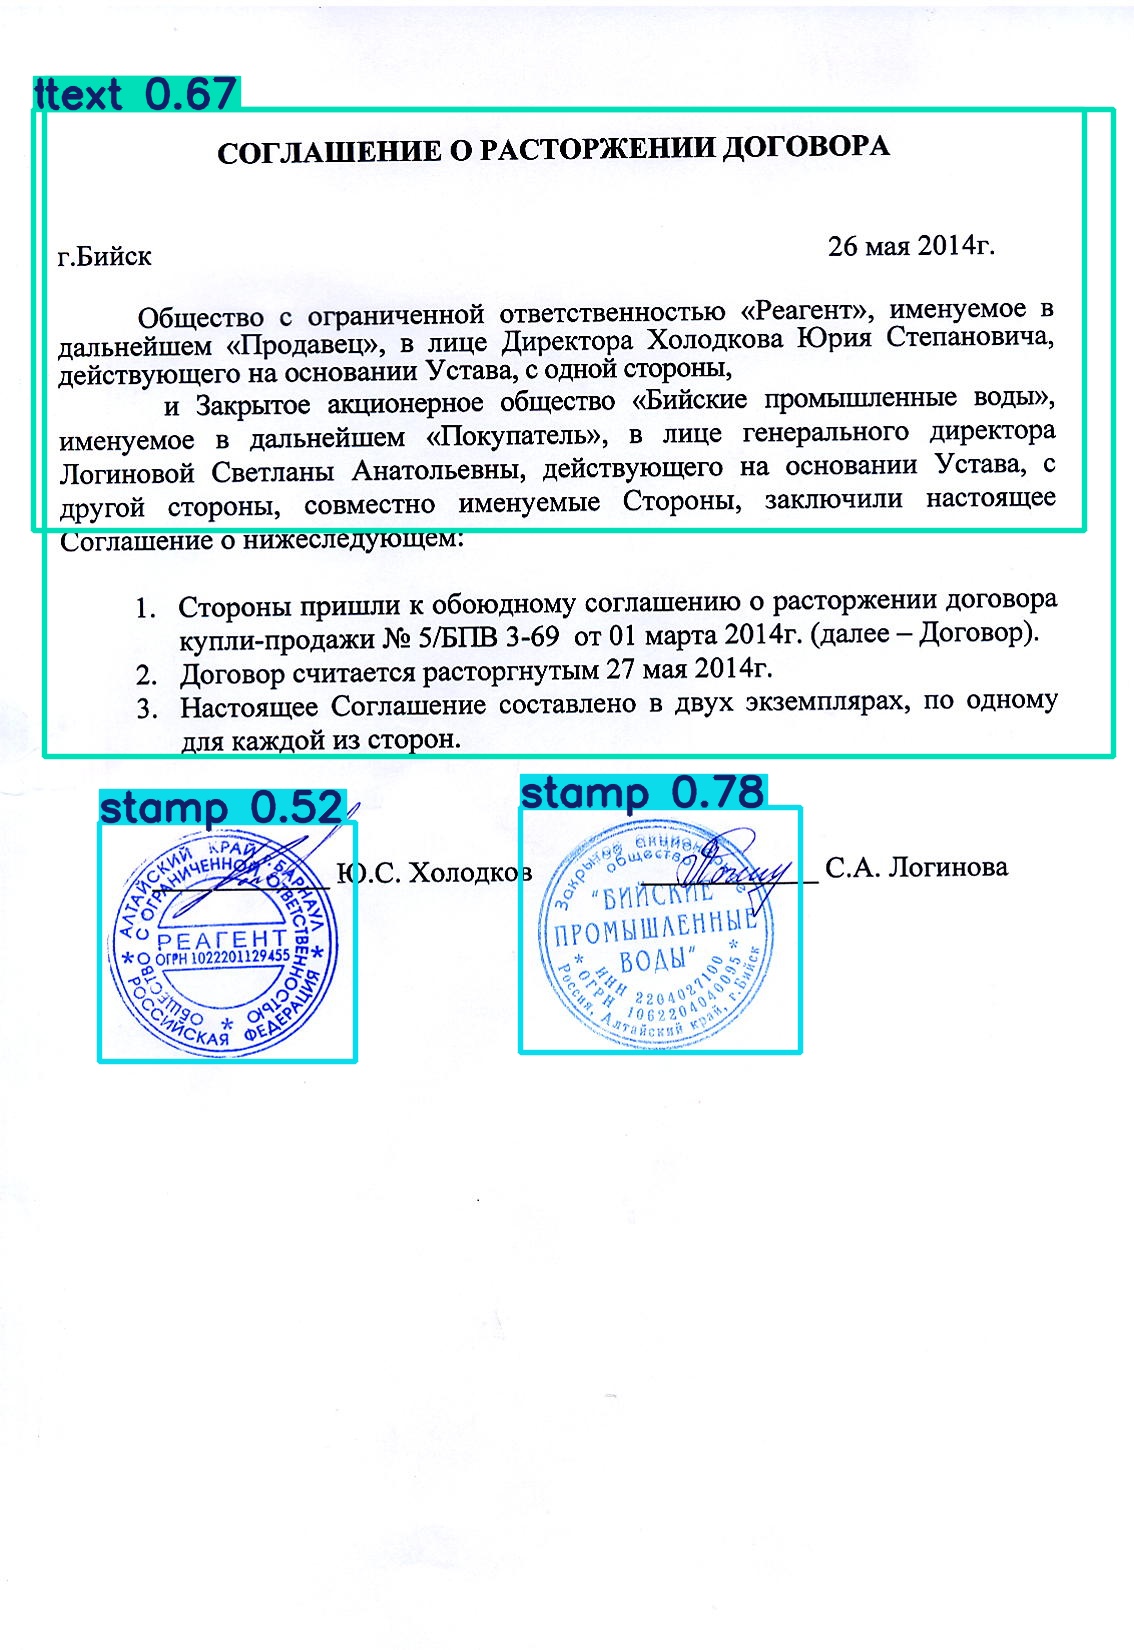 ttext 0.67
СОГЛАШЕНИЕ О РАСТОРЖЕНИИ ДОГОВОРА
г.Бийск 26 мая 2014г.
Общество с ограниченной ответственностью «Реагент», именуемое в
дальнейшем «Продавец», в лице Директора Холодкова Юрия Степановича,
действующего на основании Устава, с одной стороны,
и Закрытое акционерное общество «Бийские промышленные воды»,
именуемое в дальнейшем «Покупатель», в лице генерального директора
Логиновой Светланы Анатольевны, действующего на основании Устава, с
другой стороны, совместно именуемые Стороны, заключили настоящее
Соглашение о нижеследующем:
1. Стороны пришли к обоюдному соглашению о расторжении договора
купли-продажи № 5/БПВ 3-69 от 01 марта 2014г. (далее – Договор).
2. Договор считается расторгнутым 27 мая 2014г.
3. Настоящее Соглашение составлено в двух экземплярах, по одному
для каждой из сторон.
stamp 0.52
stamp 0.78
Ю.С. Холодков
С.А. Логинова
АЛТАЙСКИЙ КРАЙ г.БАРНАУЛ
РОССИЙСКАЯ ФЕДЕРАЦИЯ
ОБЩЕСТВО С ОГРАНИЧЕННОЙ ОТВЕТСТВЕННОСТЬЮ
РЕАГЕНТ
ОГРН 1022201129455
Закрытое акционерное
общество
"БИЙСКИЕ
ПРОМЫШЛЕННЫЕ
ВОДЫ"
* ИНН 2204027100 *
* ОГРН 1062204040095 *
Россия, Алтайский край, г.Бийск